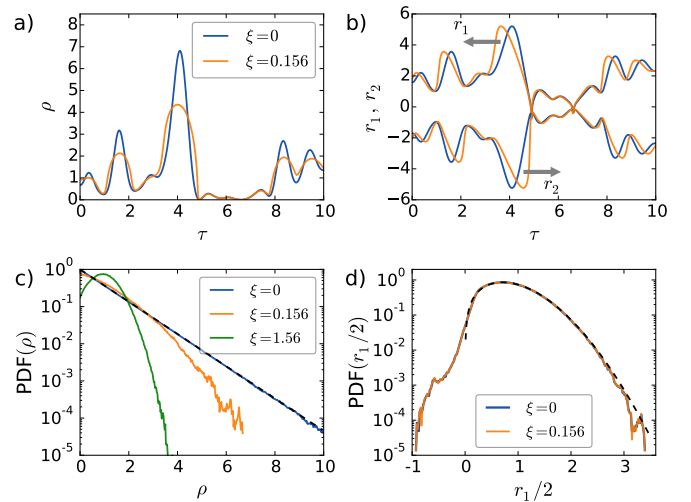 a)
8
7
6
5
4
3
2
1
0
ρ
0 2 4 6 8 10
τ
ξ=0
ξ=0.156
b)
6
4
2
0
−2
−4
−6
r₁, r₂
0 2 4 6 8 10
τ
r₁
r₂
c)
10⁰
10⁻¹
10⁻²
10⁻³
10⁻⁴
10⁻⁵
PDF(ρ)
0 2 4 6 8 10
ρ
ξ=0
ξ=0.156
ξ=1.56
d)
10⁰
10⁻¹
10⁻²
10⁻³
10⁻⁴
10⁻⁵
PDF(r₁/2)
-1 0 1 2 3
r₁/2
ξ=0
ξ=0.156